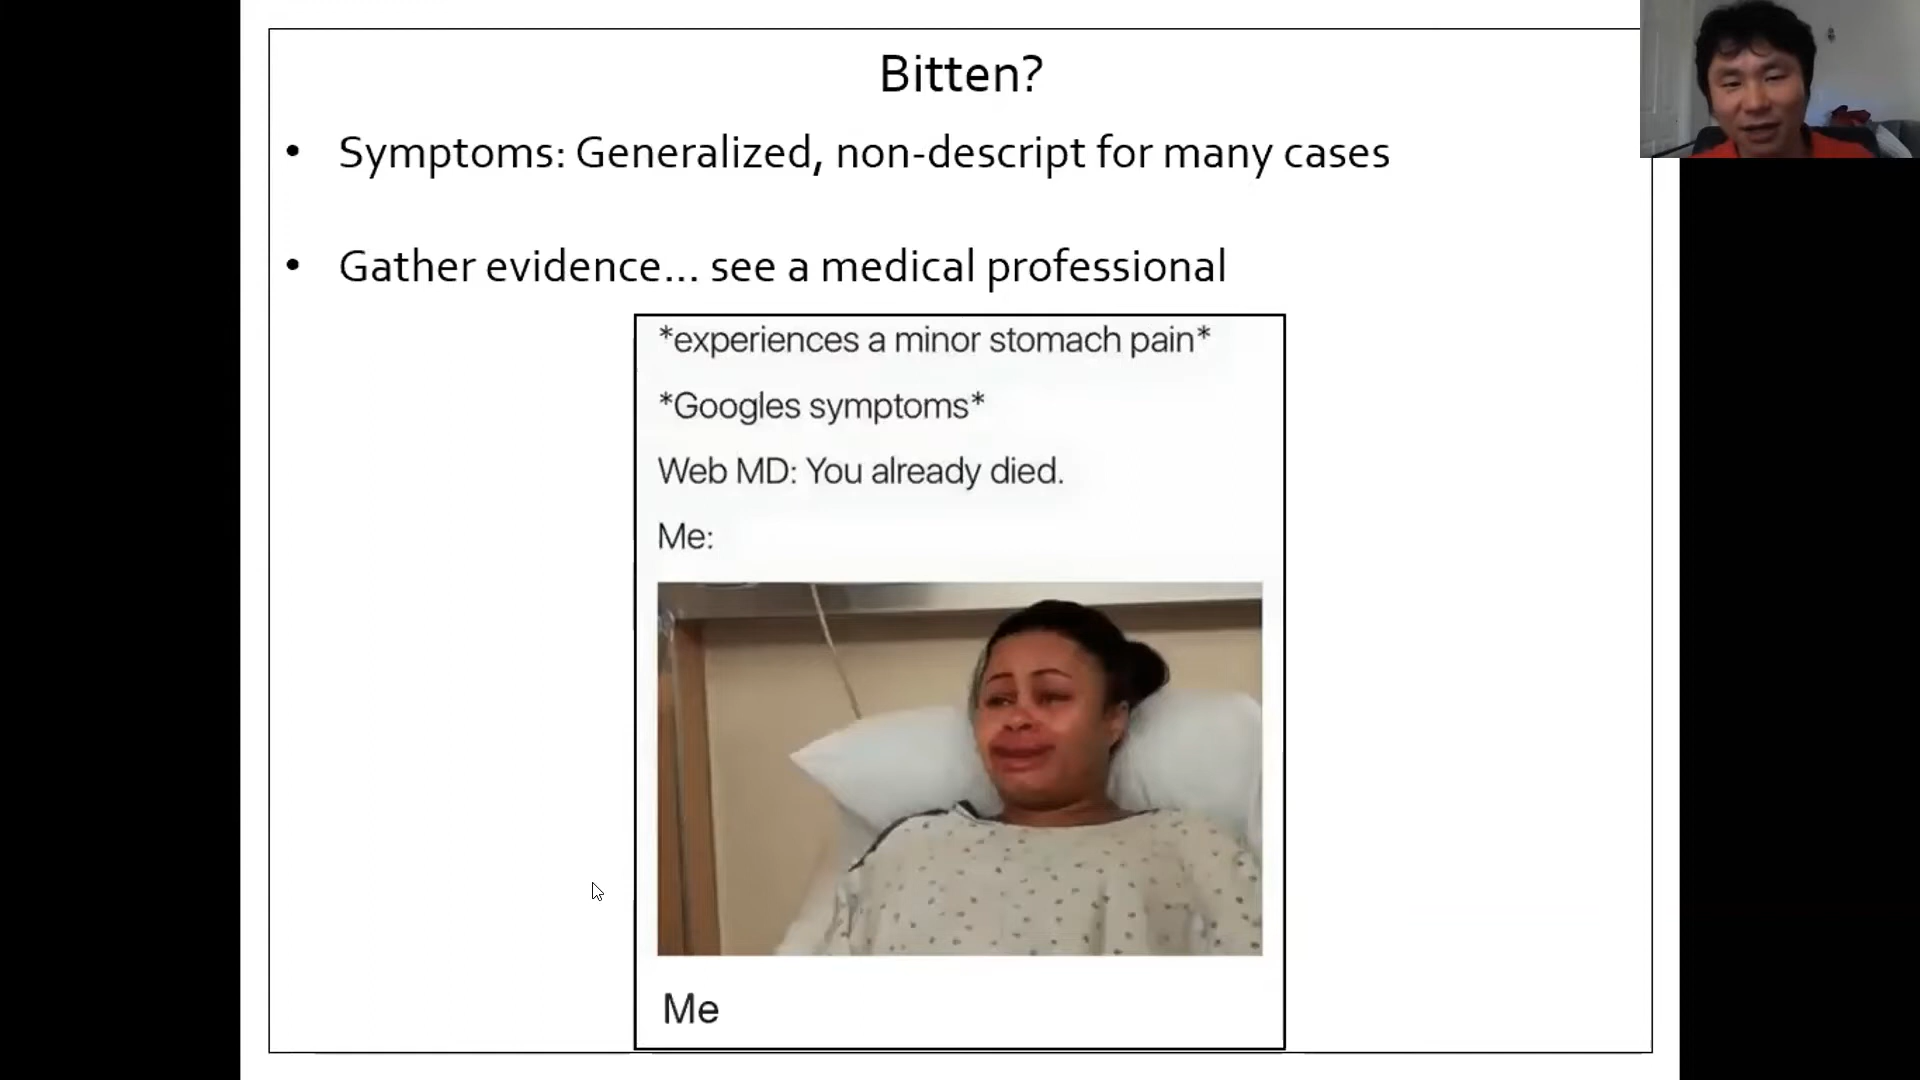 Bitten?
• Symptoms: Generalized, non-descript for many cases
• Gather evidence... see a medical professional
*experiences a minor stomach pain*
*Googles symptoms*
Web MD: You already died.
Me:
Me